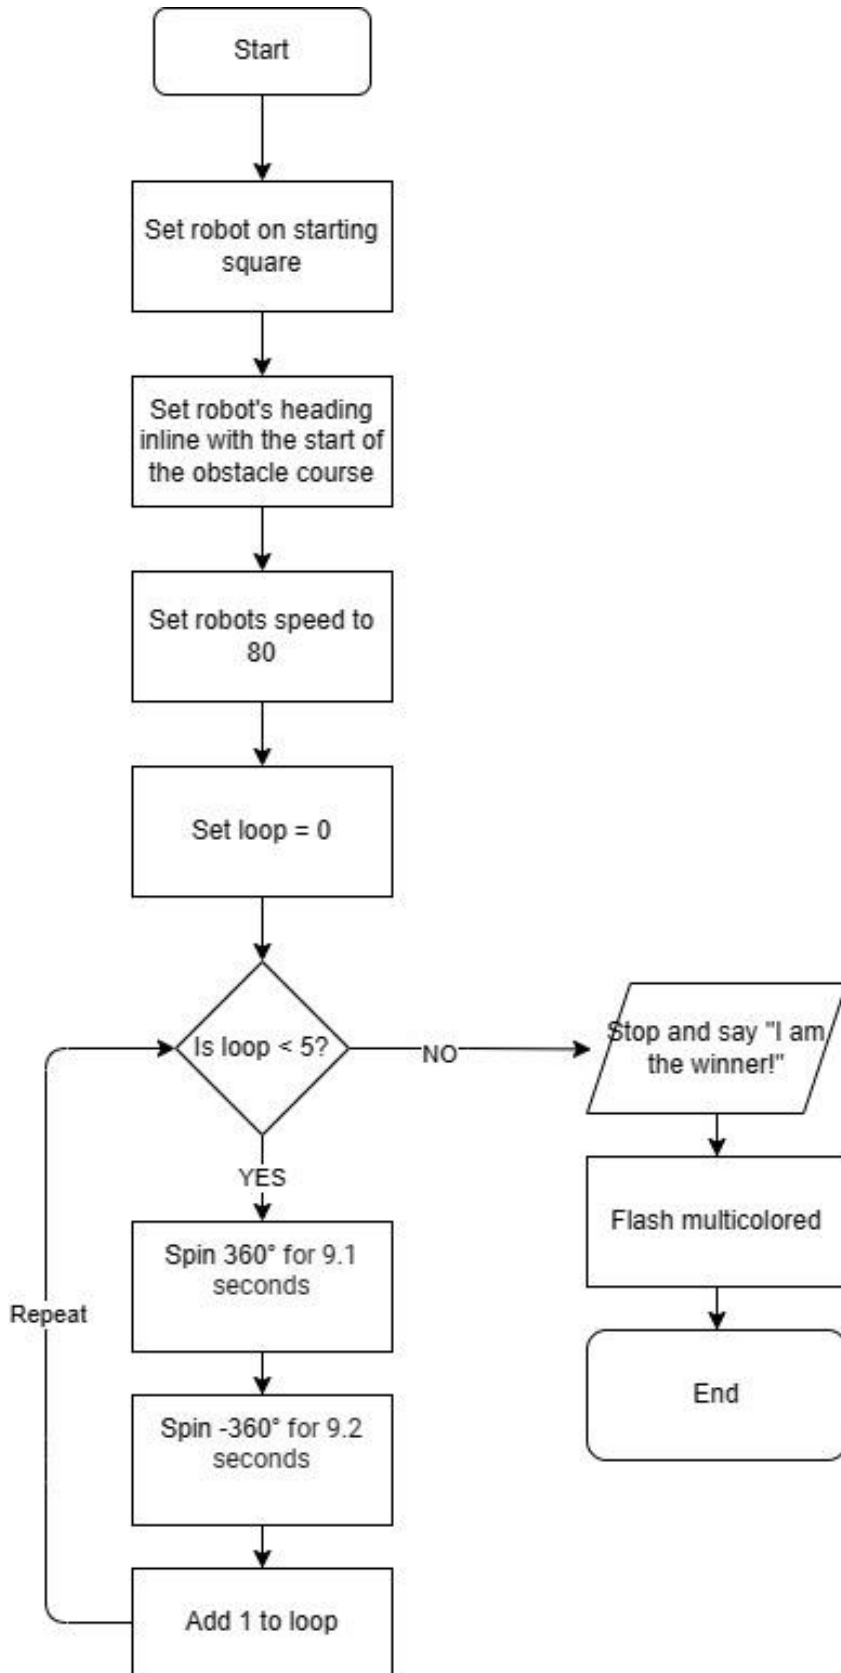 Start
Set robot on starting
square
Set robot's heading
inline with the start of
the obstacle course
Set robots speed to
80
Set loop = 0
Is loop < 5?
NO
Stop and say "I am
the winner!"
Flash multicolored
End
YES
Spin 360° for 9.1
seconds
Spin -360° for 9.2
seconds
Add 1 to loop
Repeat